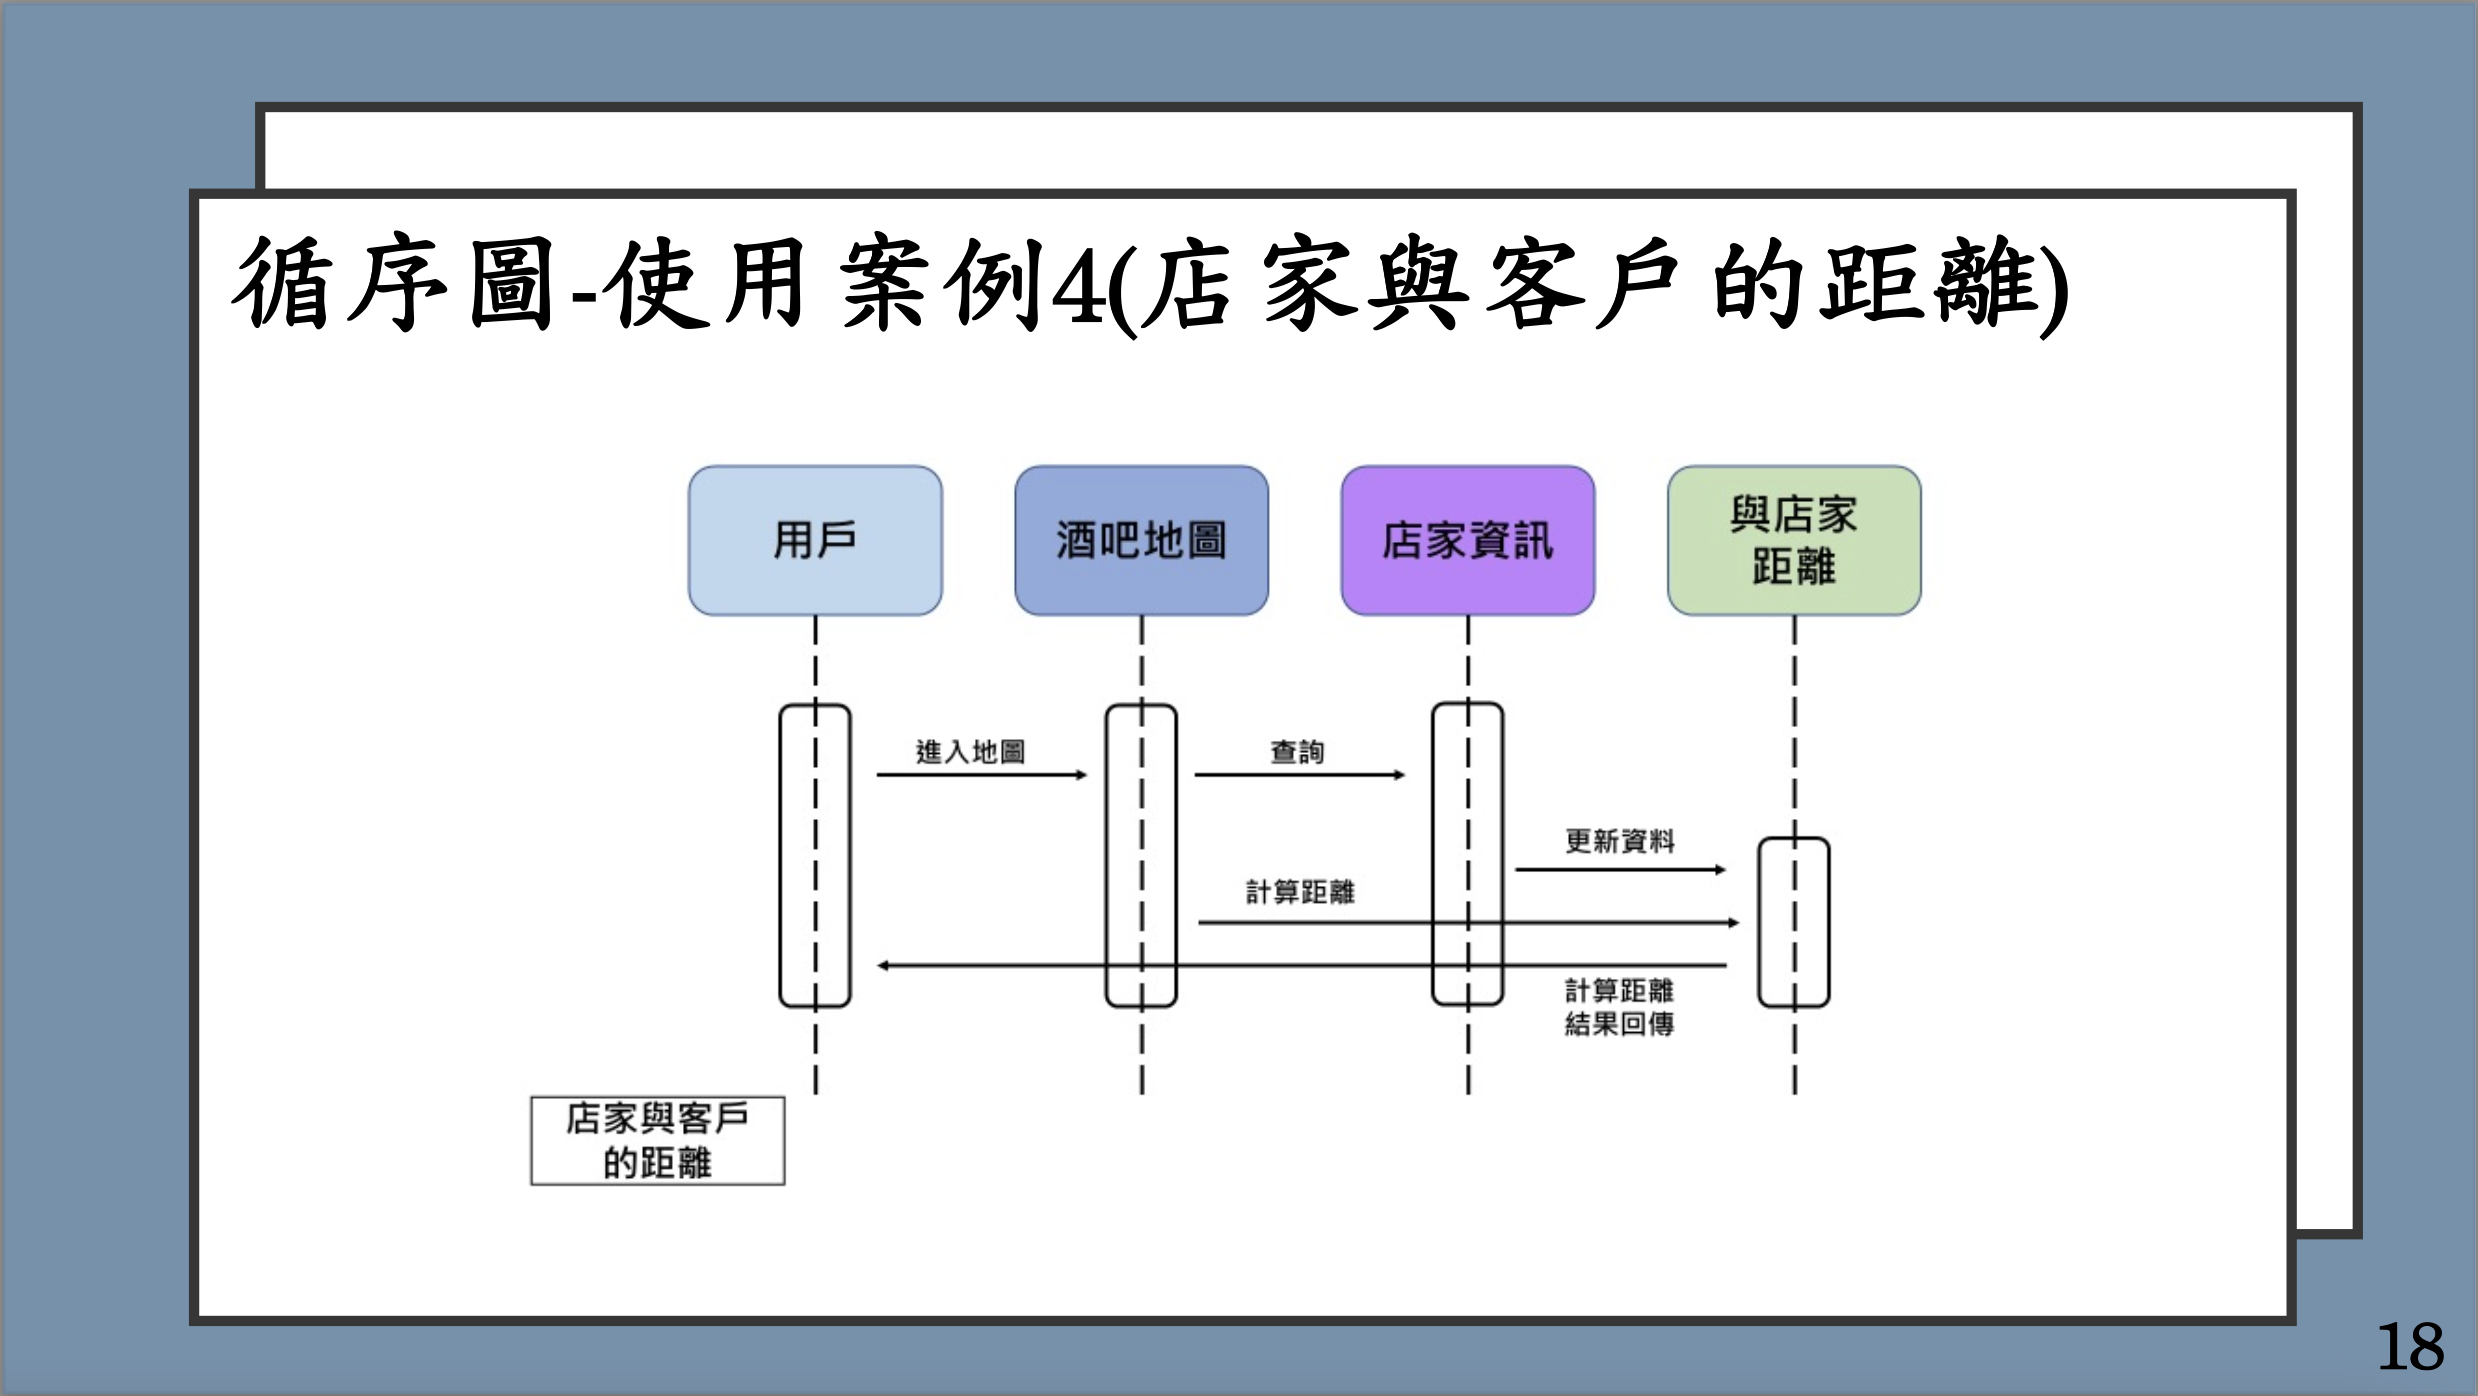 循序圖-使用案例4(店家與客戶的距離)
用戶
酒吧地圖
店家資訊
與店家
距離
進入地圖
查詢
更新資料
計算距離
計算距離
結果回傳
店家與客戶
的距離
18